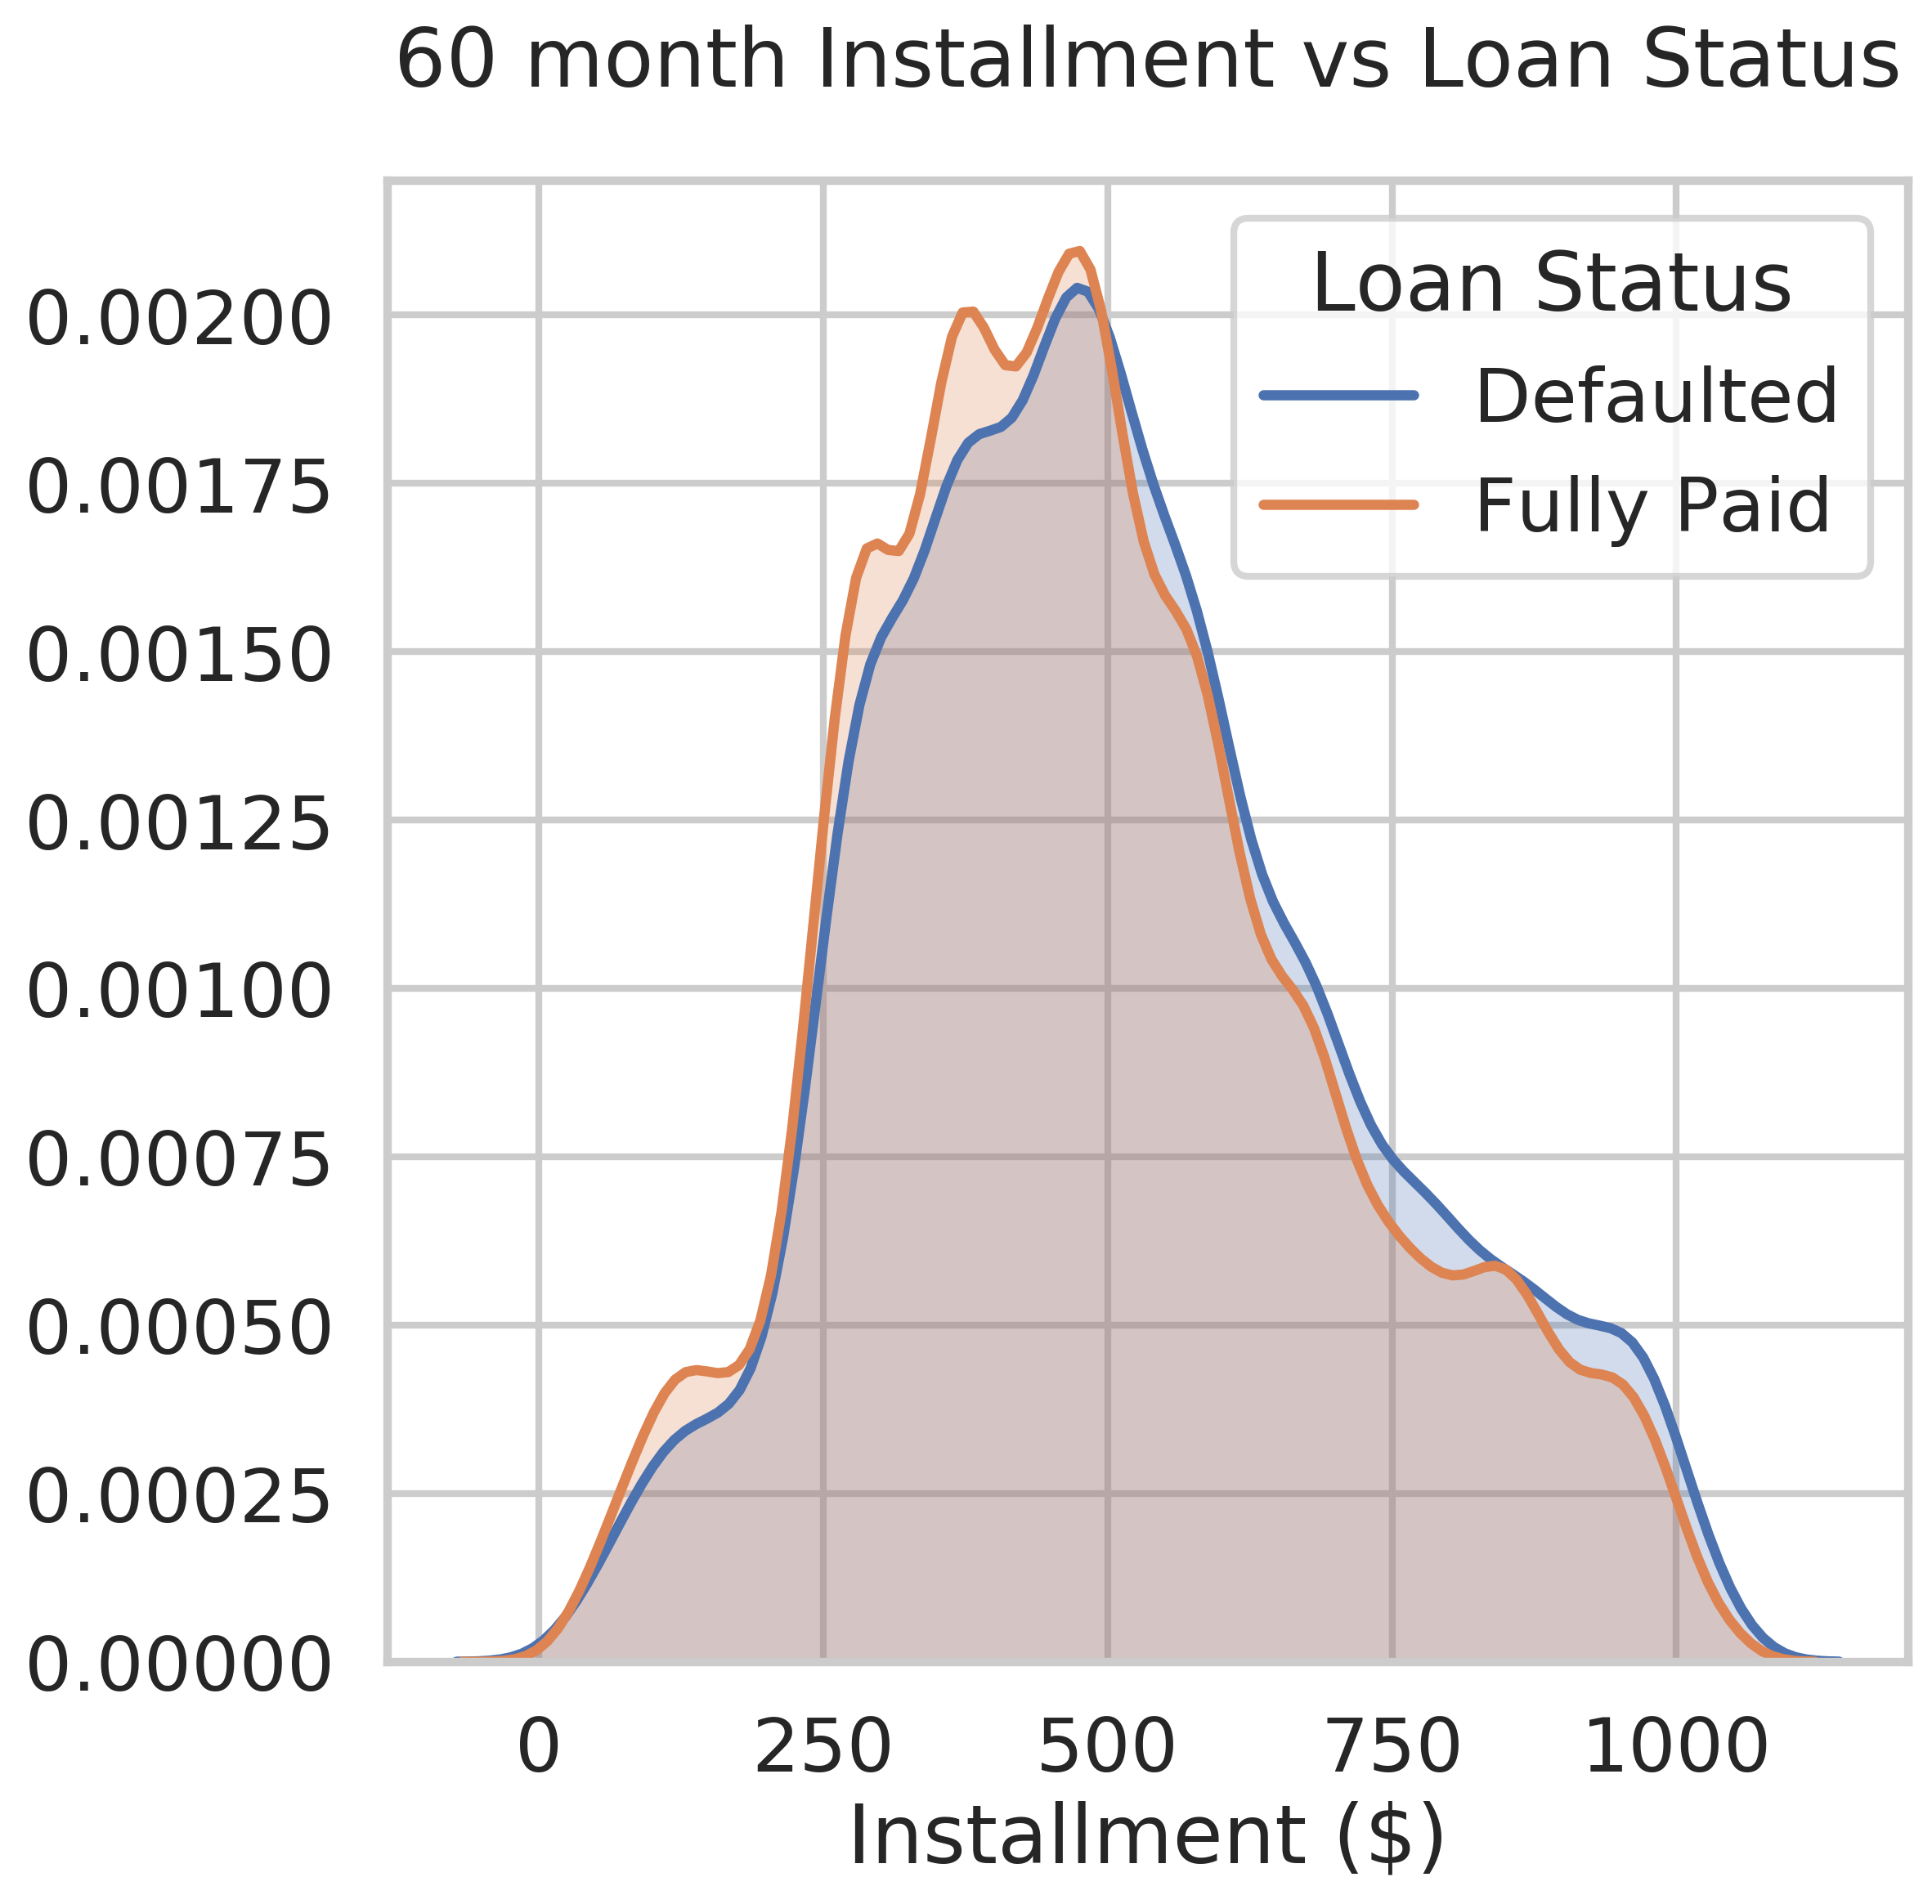 60 month Installment vs Loan Status
Loan Status
Defaulted
Fully Paid
0.00200
0.00175
0.00150
0.00125
0.00100
0.00075
0.00050
0.00025
0.00000
0 250 500 750 1000
Installment ($)